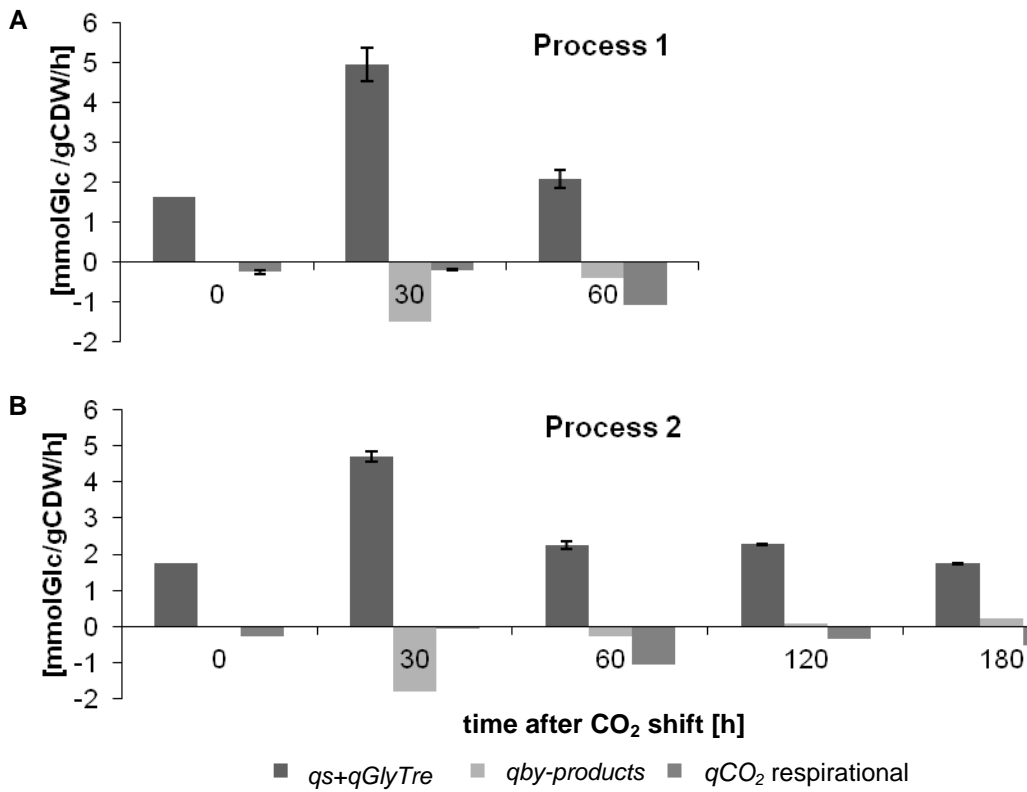 A
Process 1
[mmolGlc /gCDW/h]
6
5
4
3
2
1
0
-1
-2
0 30 60
B
Process 2
[mmolGlc/gCDW/h]
6
5
4
3
2
1
0
-1
-2
0 30 60 120 180
time after CO₂ shift [h]
qs+qGlyTre qby-products qCO₂ respirational